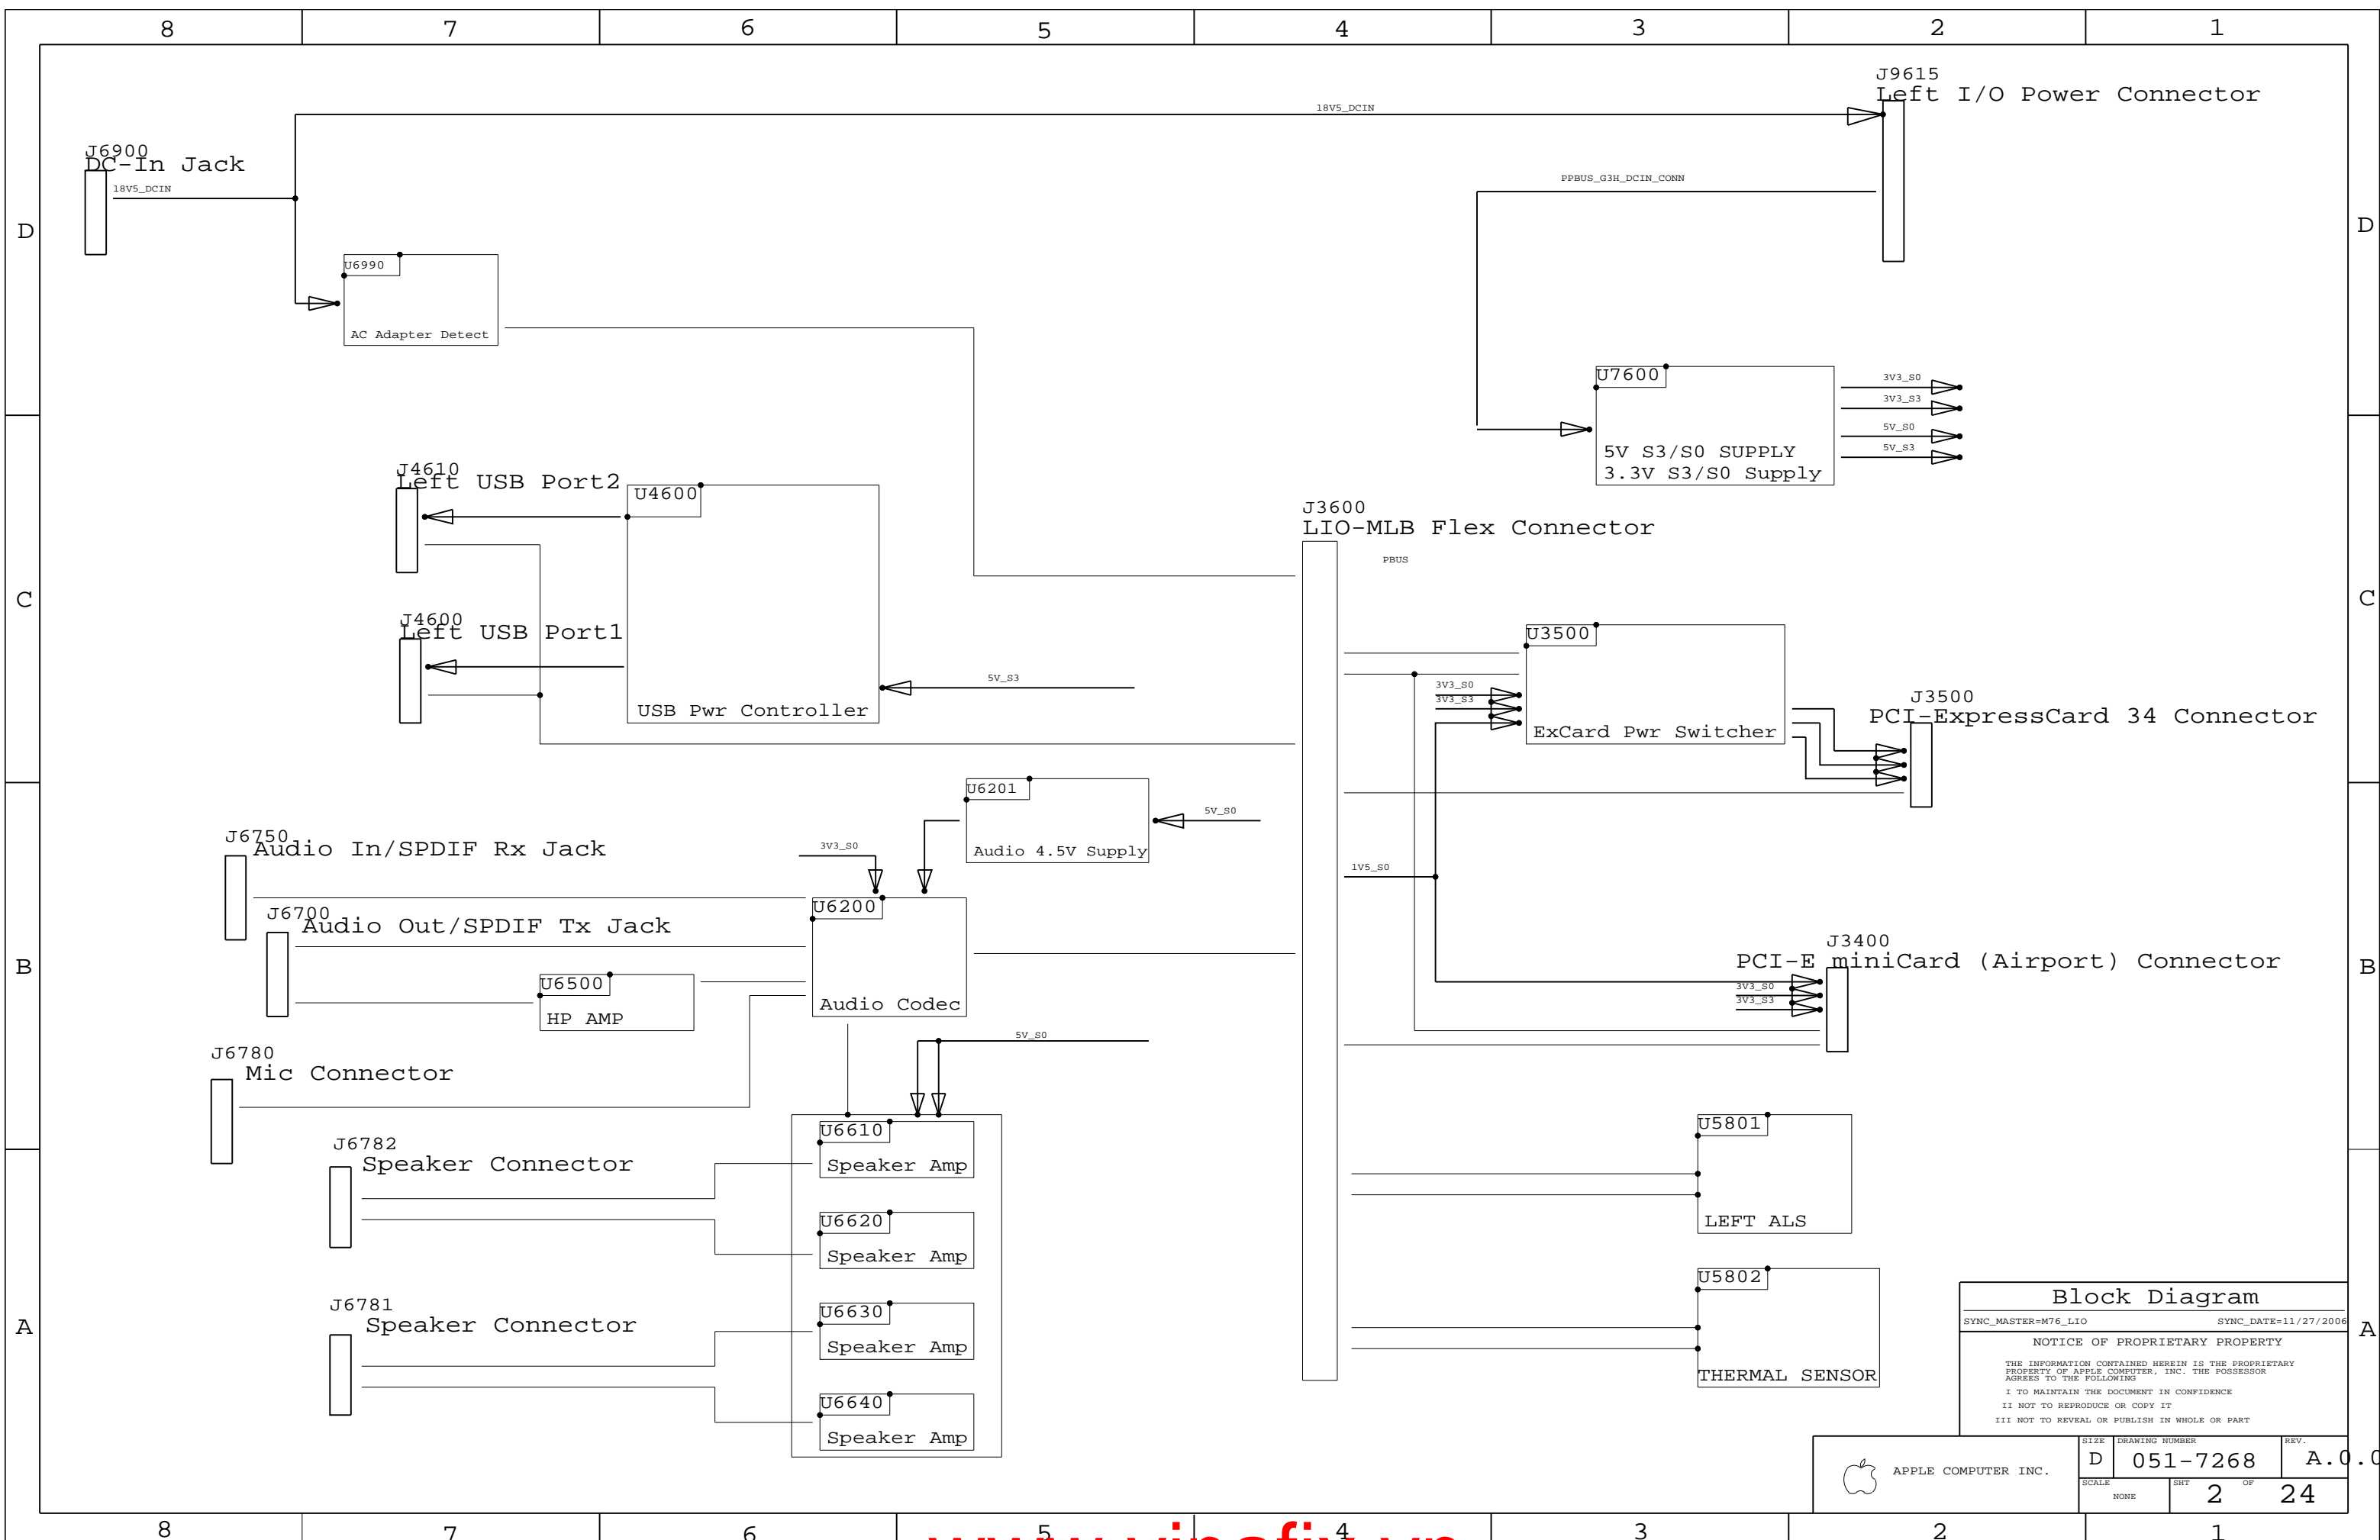 8 7 6 5 4 3 2 1
J9615
Left I/O Power Connector
18V5_DCIN
J6900
DC-In Jack
18V5_DCIN
PPBUS_G3H_DCIN_CONN
D
D
U6990
AC Adapter Detect
U7600
5V S3/S0 SUPPLY
3.3V S3/S0 Supply
3V3_S0
3V3_S3
5V_S0
5V_S3
J4610
Left USB Port2
U4600
USB Pwr Controller
J3600
LIO-MLB Flex Connector
PBUS
C
C
J4600
Left USB Port1
5V_S3
U3500
ExCard Pwr Switcher
3V3_S0
3V3_S3
J3500
PCI-ExpressCard 34 Connector
U6201
Audio 4.5V Supply
5V_S0
J6750
Audio In/SPDIF Rx Jack
3V3_S0
1V5_S0
J6700
Audio Out/SPDIF Tx Jack
U6200
Audio Codec
J3400
PCI-E miniCard (Airport) Connector
3V3_S0
3V3_S3
B
B
U6500
HP AMP
5V_S0
J6780
Mic Connector
U6610
Speaker Amp
U5801
LEFT ALS
J6782
Speaker Connector
U6620
Speaker Amp
U5802
THERMAL SENSOR
J6781
Speaker Connector
U6630
Speaker Amp
U6640
Speaker Amp
A
A
Block Diagram
SYNC_MASTER=M76_LIO SYNC_DATE=11/27/2006
NOTICE OF PROPRIETARY PROPERTY
THE INFORMATION CONTAINED HEREIN IS THE PROPRIETARY
PROPERTY OF APPLE COMPUTER, INC. THE POSSESSOR
AGREES TO THE FOLLOWING
I TO MAINTAIN THE DOCUMENT IN CONFIDENCE
II NOT TO REPRODUCE OR COPY IT
III NOT TO REVEAL OR PUBLISH IN WHOLE OR PART
APPLE COMPUTER INC.
SIZE
D
DRAWING NUMBER
051-7268
REV.
A.0.0
SCALE
NONE
SHT
2
OF
24
8 7 6 5 4 3 2 1
www.vinafix.vn